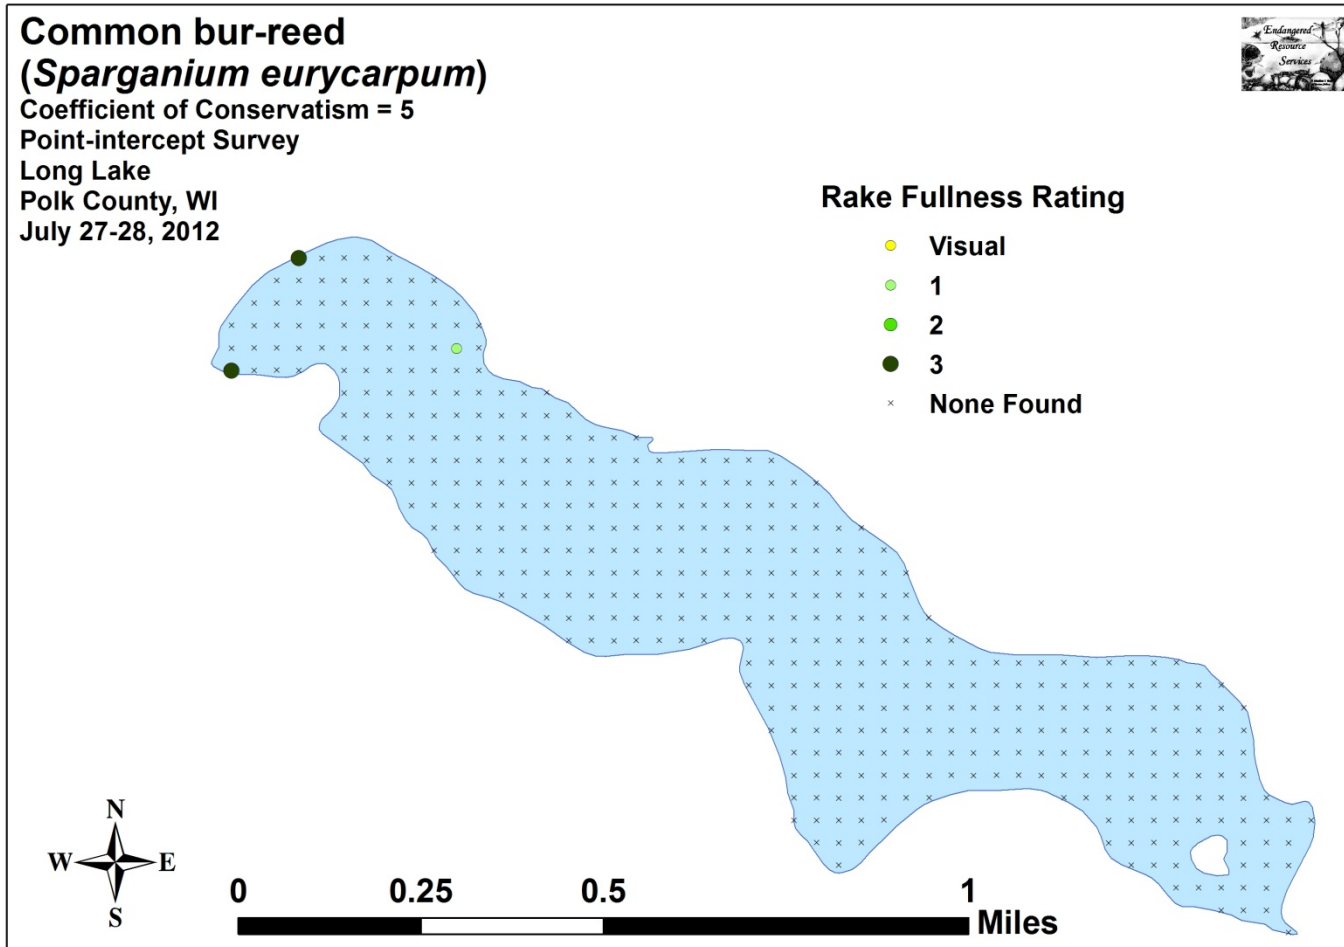 Common bur-reed
(Sparganium eurycarpum)
Coefficient of Conservatism = 5
Point-intercept Survey
Long Lake
Polk County, WI
July 27-28, 2012
Endangered
Resource
Services
Rake Fullness Rating
Visual
1
2
3
None Found
N
W E
S
0 0.25 0.5 1
Miles